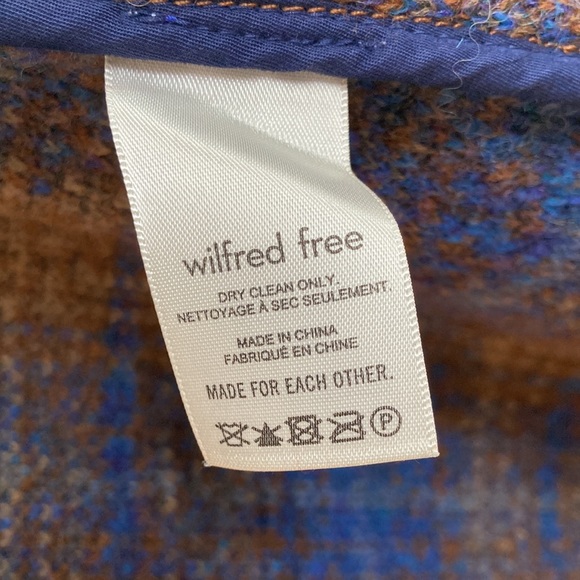 wilfred free
DRY CLEAN ONLY.
NETTOYAGE À SEC SEULEMENT.
MADE IN CHINA
FABRIQUÉ EN CHINE
MADE FOR EACH OTHER.
P